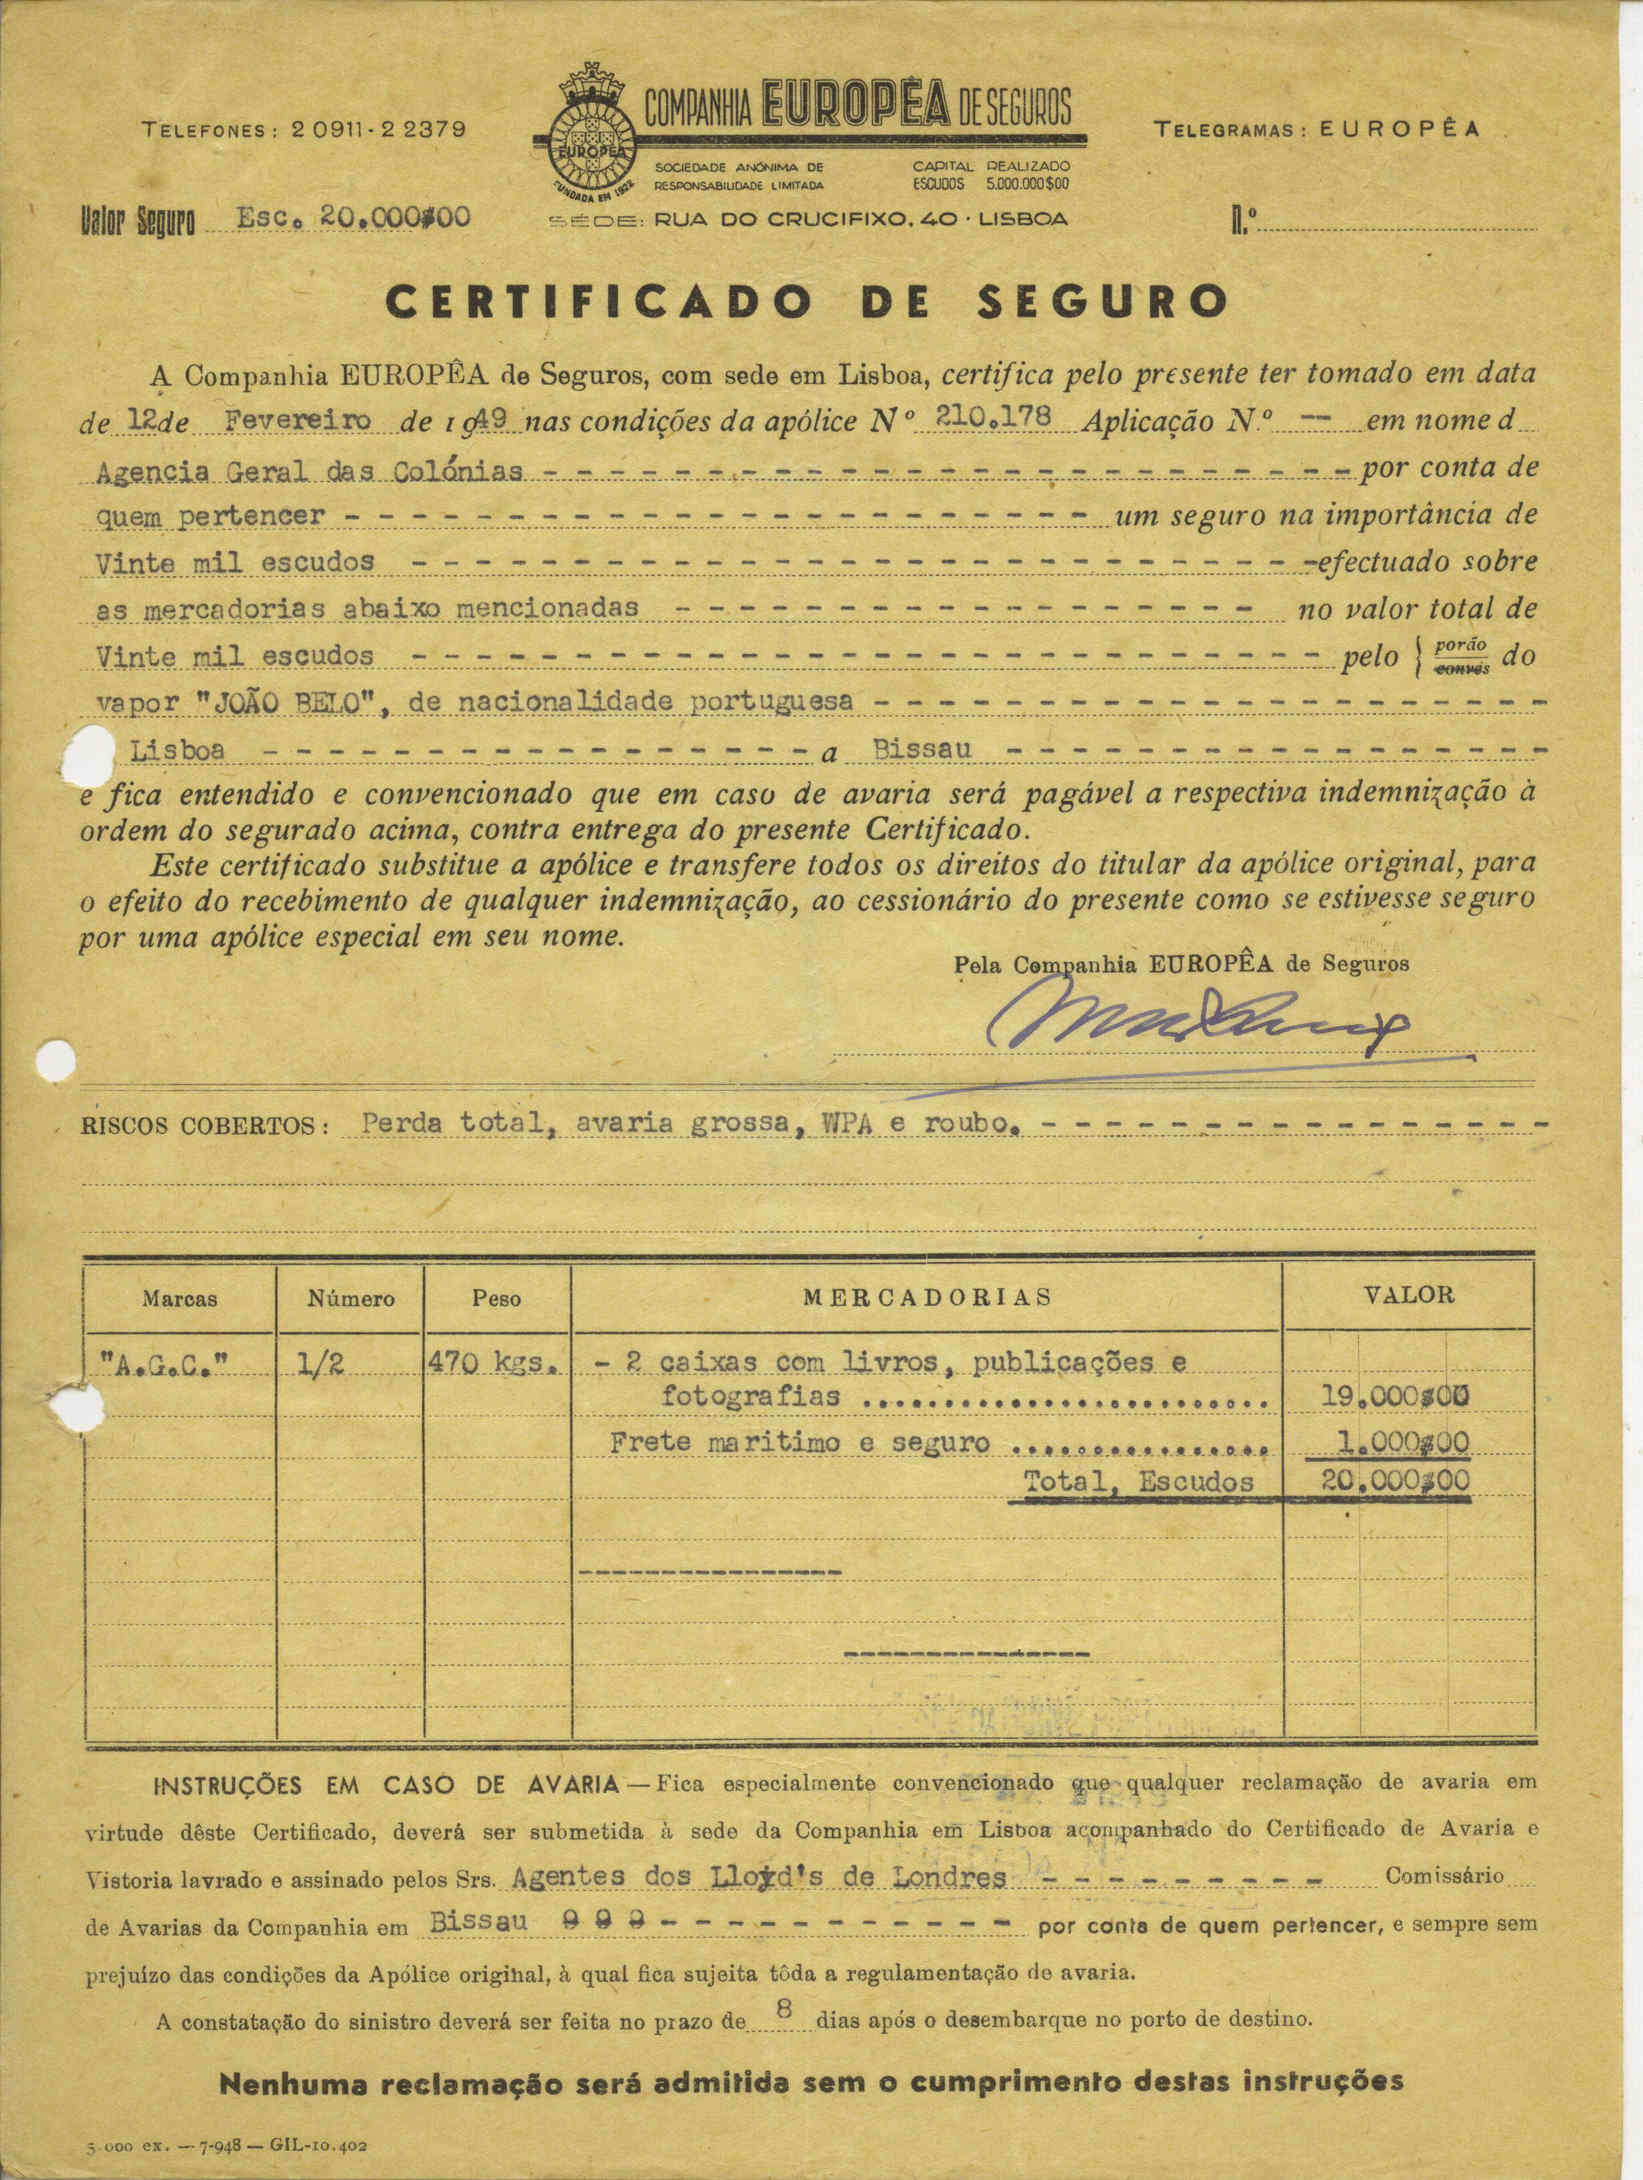 COMPANHIA EUROPÊA DE SEGUROS
TELEFONES: 2 0911 - 2 2379
TELEGRAMAS: EUROPÊA
EUROPÊA
FUNDADA EM 1922
SOCIEDADE ANÓNIMA DE CAPITAL REALIZADO
RESPONSABILIDADE LIMITADA ESCUDOS 5.000.000$00
Valor Seguro Esc. 20.000$00
SÉDE: RUA DO CRUCIFIXO, 40 · LISBOA
N.º
CERTIFICADO DE SEGURO
A Companhia EUROPÊA de Seguros, com sede em Lisboa, certifica pelo presente ter tomado em data
de 12de Fevereiro de 1949 nas condições da apólice Nº 210.178 Aplicação N.º -- em nome d
Agencia Geral das Colónias - - - - - - - - - - - - - - - - - - - - - - - - - por conta de
quem pertencer - - - - - - - - - - - - - - - - - - - - - - - um seguro na importância de
Vinte mil escudos - - - - - - - - - - - - - - - - - - - - - - - - - - - - -efectuado sobre
as mercadorias abaixo mencionadas - - - - - - - - - - - - - - - - - - no valor total de
Vinte mil escudos - - - - - - - - - - - - - - - - - - - - - - - - - - - - pelo } porão
convés do
vapor "JOÃO BELO", de nacionalidade portuguesa - - - - - - - - - - - - - - - - - - - - -
Lisboa - - - - - - - - - - - - - - - - - a Bissau - - - - - - - - - - - - - - - - -
e fica entendido e convencionado que em caso de avaria será pagável a respectiva indemnização à
ordem do segurado acima, contra entrega do presente Certificado.
Este certificado substitue a apólice e transfere todos os direitos do titular da apólice original, para
o efeito do recebimento de qualquer indemnização, ao cessionário do presente como se estivesse seguro
por uma apólice especial em seu nome.
Pela Companhia EUROPÊA de Seguros
RISCOS COBERTOS: Perda total, avaria grossa, WPA e roubo. - - - - - - - - - - - - - - - -
Marcas Número Peso MERCADORIAS VALOR
"A.G.C." 1/2 470 kgs. - 2 caixas com livros, publicações e
fotografias ......................... 19.000$00
Frete maritimo e seguro ................ 1.000$00
Total, Escudos 20.000$00
INSTRUÇÕES EM CASO DE AVARIA — Fica especialmente convencionado que qualquer reclamação de avaria em
virtude dêste Certificado, deverá ser submetida à sede da Companhia em Lisboa acompanhado do Certificado de Avaria e
Vistoria lavrado e assinado pelos Srs. Agentes dos Lloyd's de Londres - - - - - - - - - Comissário
de Avarias da Companhia em Bissau 9 9 9 - - - - - - - - - - - por conta de quem pertencer, e sempre sem
prejuízo das condições da Apólice original, à qual fica sujeita tôda a regulamentação de avaria.
A constatação do sinistro deverá ser feita no prazo de 8 dias após o desembarque no porto de destino.
Nenhuma reclamação será admitida sem o cumprimento destas instruções
5.000 ex. — 7-948 — GIL-10.402